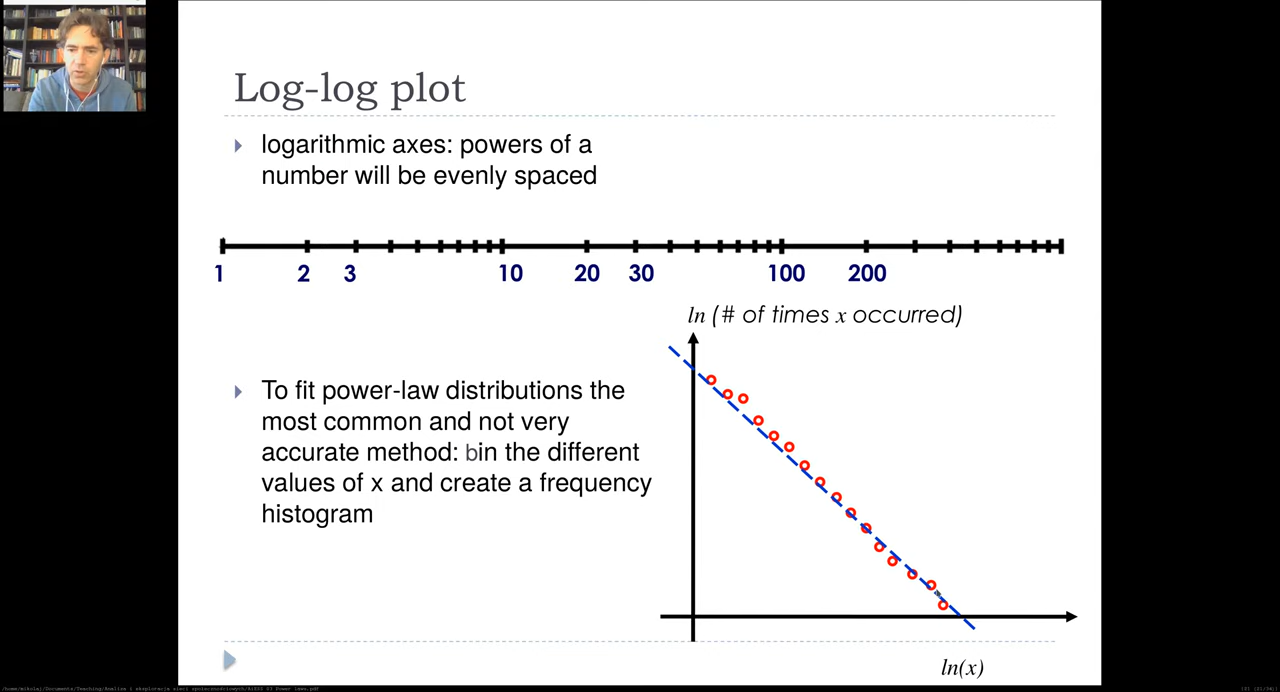 Log-log plot
logarithmic axes: powers of a
number will be evenly spaced
1 2 3 10 20 30 100 200
ln (# of times x occurred)
To fit power-law distributions the
most common and not very
accurate method: bin the different
values of x and create a frequency
histogram
ln(x)